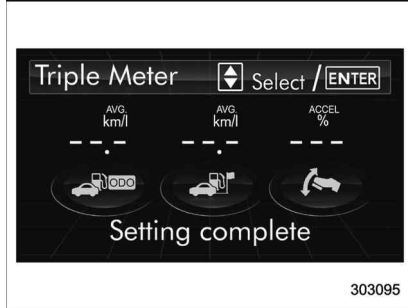 Triple Meter Select / ENTER
AVG. AVG. ACCEL
km/l km/l %
--.- --.- ---
ODO
Setting complete
303095